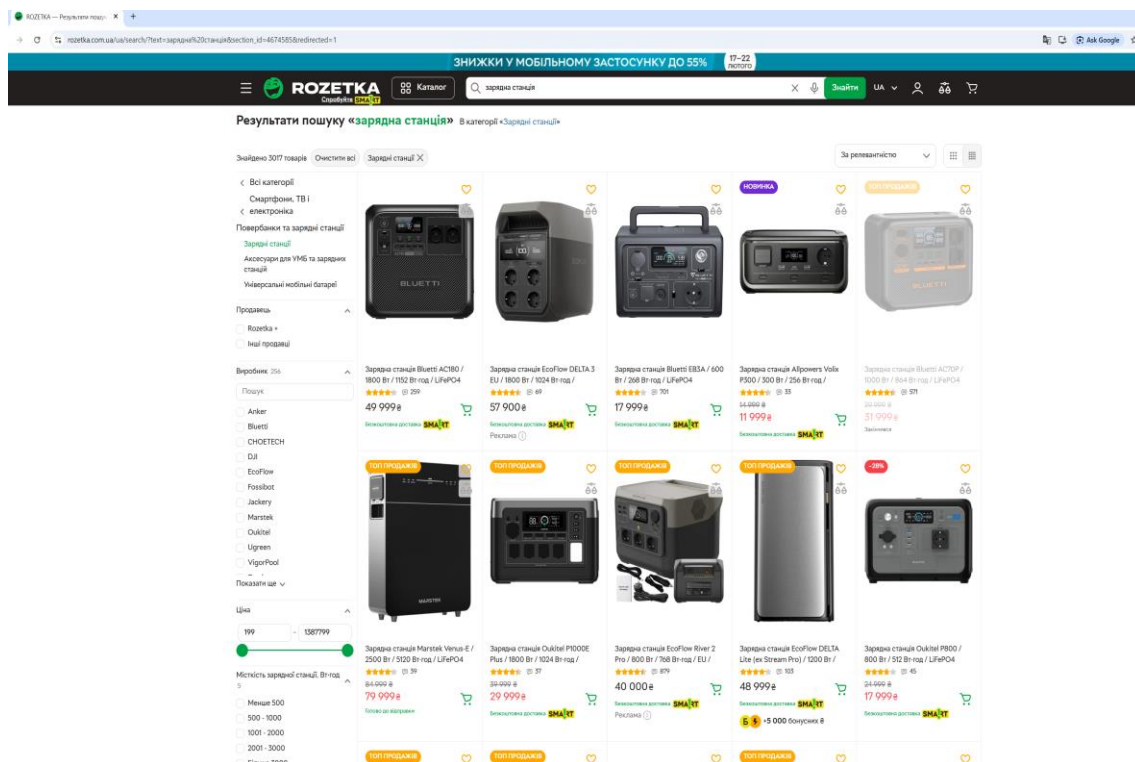 ROZETKA — Результати пошуку
rozetka.com.ua/ua/search/?text=зарядна%20станція&section_id=4674585&redirected=1
Ask Google
ЗНИЖКИ У МОБІЛЬНОМУ ЗАСТОСУНКУ ДО 55% 17–22 лютого
ROZETKA
Спробуйте SMART
Каталог
зарядна станція
Знайти
UA
Результати пошуку «зарядна станція» В категорії «Зарядні станції»
Знайдено 3017 товарів Очистити всі Зарядні станції
За релевантністю
Всі категорії
Смартфони, ТВ і
електроніка
Повербанки та зарядні станції
Зарядні станції
Аксесуари для УМБ та зарядних
станцій
Універсальні мобільні батареї
Продавець
Rozetka +
Інші продавці
Виробник 256
Пошук
Anker
Bluetti
CHOETECH
DJI
EcoFlow
Fossibot
Jackery
Marstek
Oukitel
Ugreen
VigorPool
Показати ще
Ціна
199 - 1387799
Місткість зарядної станції, Вт·год
5
Менше 500
500 - 1000
1001 - 2000
2001 - 3000
BLUETTI
Зарядна станція Bluetti AC180 /
1800 Вт / 1152 Вт·год / LiFePO4
259
49 999₴
Безкоштовна доставка SMART
Зарядна станція EcoFlow DELTA 3
EU / 1800 Вт / 1024 Вт·год /
69
57 900₴
Безкоштовна доставка SMART
Реклама
Зарядна станція Bluetti EB3A / 600
Вт / 268 Вт·год / LiFePO4
701
17 999₴
Безкоштовна доставка SMART
НОВИНКА
Зарядна станція Allpowers Volix
P300 / 300 Вт / 256 Вт·год /
33
14 999 ₴
11 999₴
Безкоштовна доставка SMART
ТОП ПРОДАЖІВ
BLUETTI
Зарядна станція Bluetti AC70P /
1000 Вт / 864 Вт·год / LiFePO4
571
31 999₴
Закінчився
ТОП ПРОДАЖІВ
MARSTEK
Зарядна станція Marstek Venus-E /
2500 Вт / 5120 Вт·год / LiFePO4
39
84 999 ₴
79 999₴
Готово до відправки
ТОП ПРОДАЖІВ
Зарядна станція Oukitel P1000E
Plus / 1800 Вт / 1024 Вт·год /
37
39 999 ₴
29 999₴
Безкоштовна доставка SMART
ТОП ПРОДАЖІВ
Зарядна станція EcoFlow River 2
Pro / 800 Вт / 768 Вт·год / EU /
879
40 000₴
Безкоштовна доставка SMART
Реклама
ТОП ПРОДАЖІВ
Зарядна станція EcoFlow DELTA
Lite (ex Stream Pro) / 1200 Вт /
103
48 999₴
Безкоштовна доставка SMART
Б +5 000 бонусних ₴
-28%
Зарядна станція Oukitel P800 /
800 Вт / 512 Вт·год / LiFePO4
45
24 999 ₴
17 999₴
Безкоштовна доставка SMART
ТОП ПРОДАЖІВ
ТОП ПРОДАЖІВ
ТОП ПРОДАЖІВ